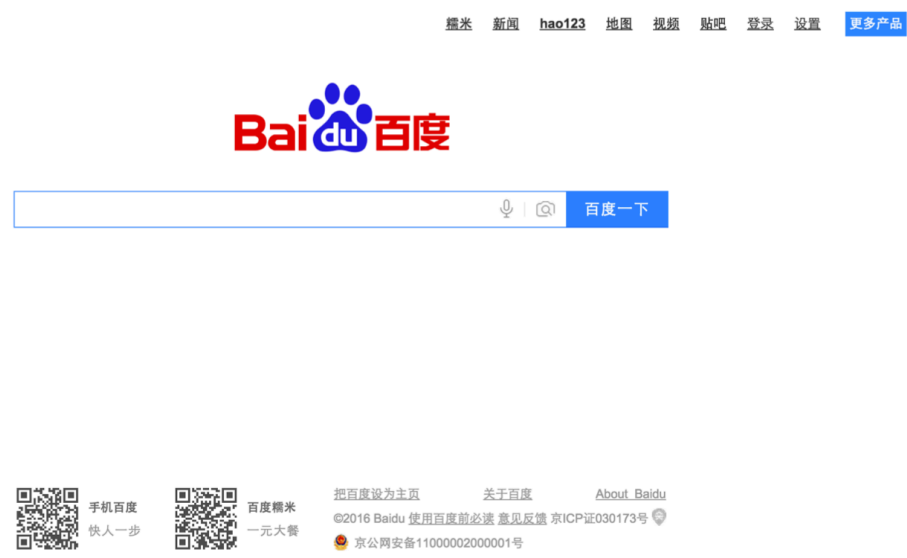 糯米 新闻 hao123 地图 视频 贴吧 登录 设置 更多产品
Baidu百度
百度一下
手机百度
快人一步
百度糯米
一元大餐
把百度设为主页 关于百度 About Baidu
©2016 Baidu 使用百度前必读 意见反馈 京ICP证030173号
京公网安备11000002000001号